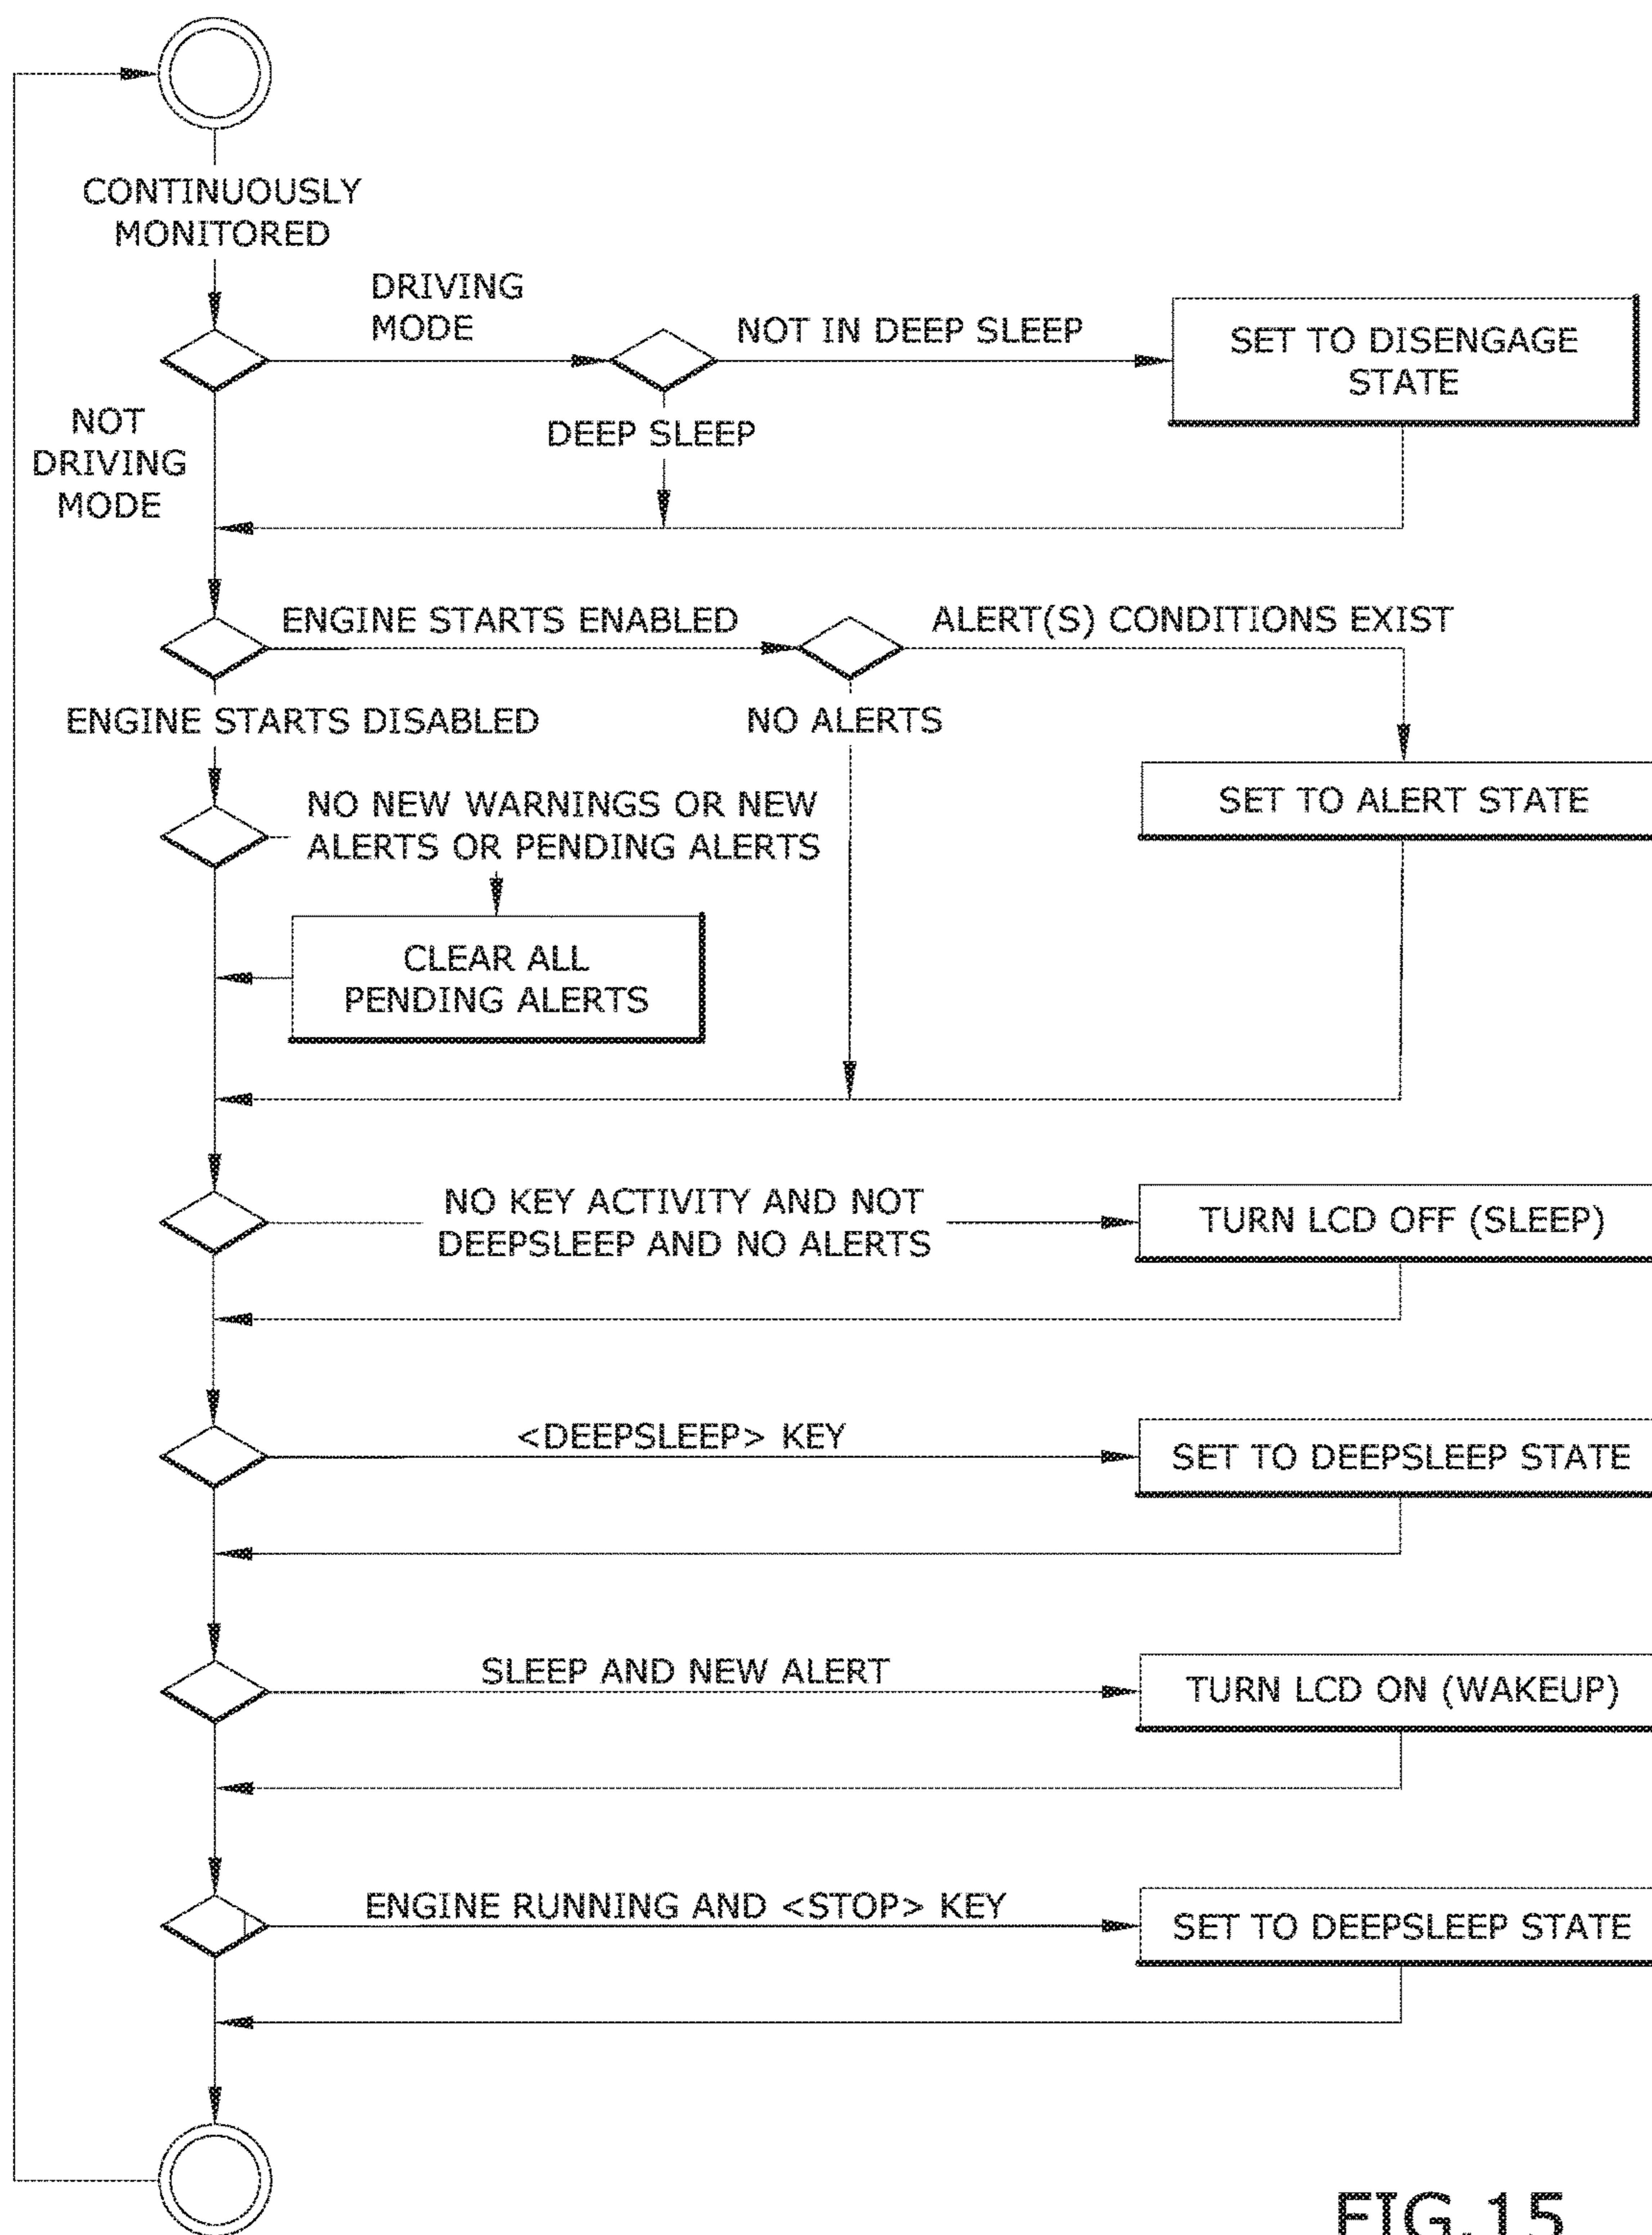 CONTINUOUSLY
MONITORED
DRIVING
MODE
NOT IN DEEP SLEEP
SET TO DISENGAGE
STATE
NOT
DRIVING
MODE
DEEP SLEEP
ENGINE STARTS ENABLED
ALERT(S) CONDITIONS EXIST
ENGINE STARTS DISABLED
NO ALERTS
SET TO ALERT STATE
NO NEW WARNINGS OR NEW
ALERTS OR PENDING ALERTS
CLEAR ALL
PENDING ALERTS
NO KEY ACTIVITY AND NOT
DEEPSLEEP AND NO ALERTS
TURN LCD OFF (SLEEP)
<DEEPSLEEP> KEY
SET TO DEEPSLEEP STATE
SLEEP AND NEW ALERT
TURN LCD ON (WAKEUP)
ENGINE RUNNING AND <STOP> KEY
SET TO DEEPSLEEP STATE
FIG.15